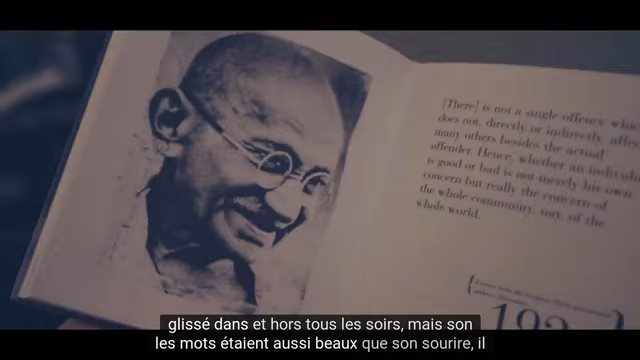 [There] is not a single offence which
does not, directly or indirectly, affect
many others besides the actual
offender. Hence, whether an individual
is good or bad is not merely his own
concern but really the concern of
the whole community, nay, of the
whole world.
192
glissé dans et hors tous les soirs, mais son
les mots étaient aussi beaux que son sourire, il